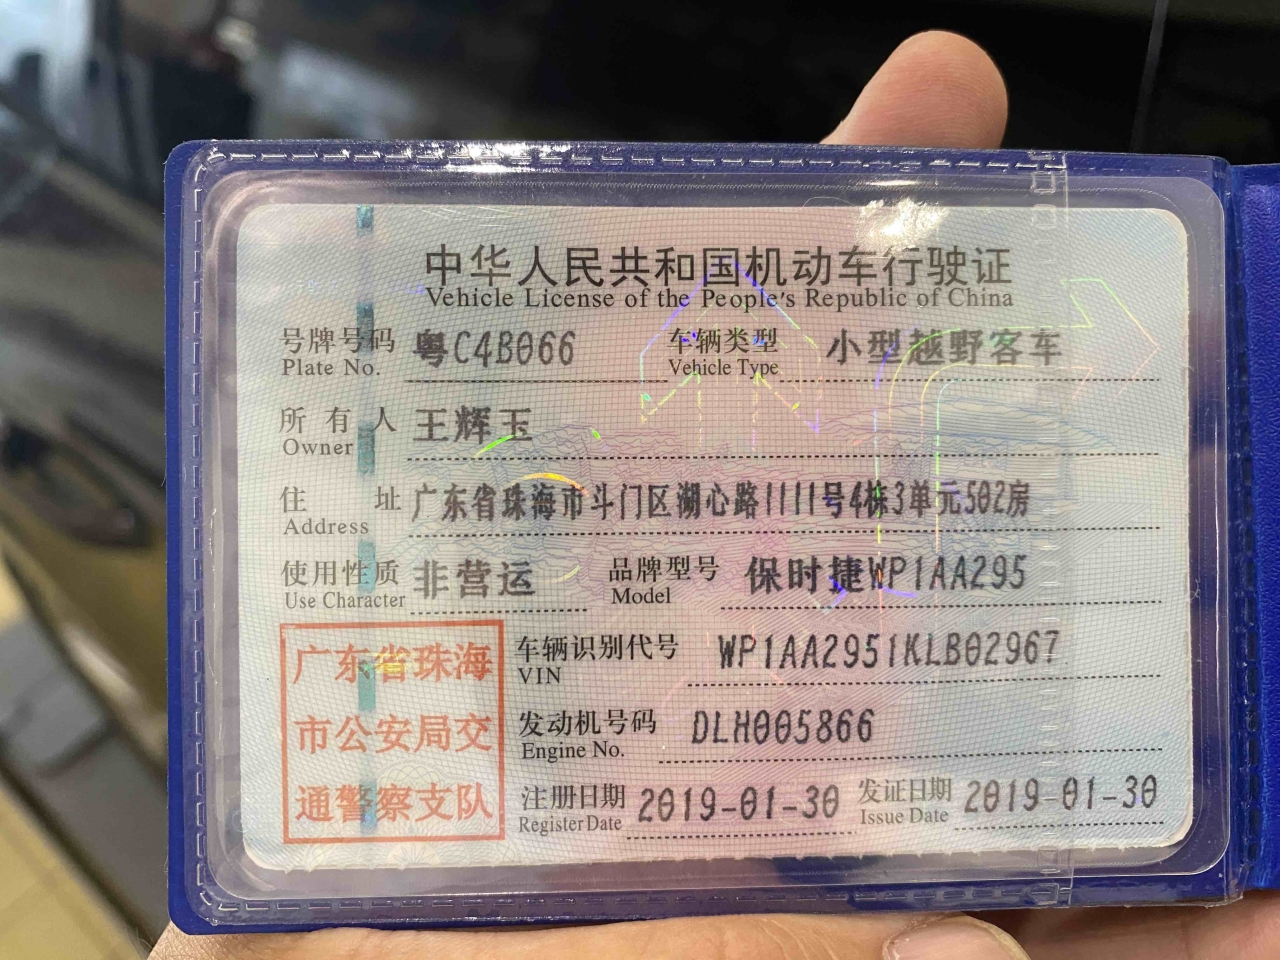 中华人民共和国机动车行驶证
Vehicle License of the People's Republic of China
号牌号码 粤C4B066 车辆类型 小型越野客车
Plate No. Vehicle Type
所有人 王辉玉
Owner
住址 广东省珠海市斗门区湖心路1111号4栋3单元502房
Address
使用性质 非营运 品牌型号 保时捷WP1AA295
Use Character Model
车辆识别代号 WP1AA2951KLB02967
VIN
发动机号码 DLH005866
Engine No.
注册日期 2019-01-30 发证日期 2019-01-30
Register Date Issue Date
广东省珠海
市公安局交
通警察支队